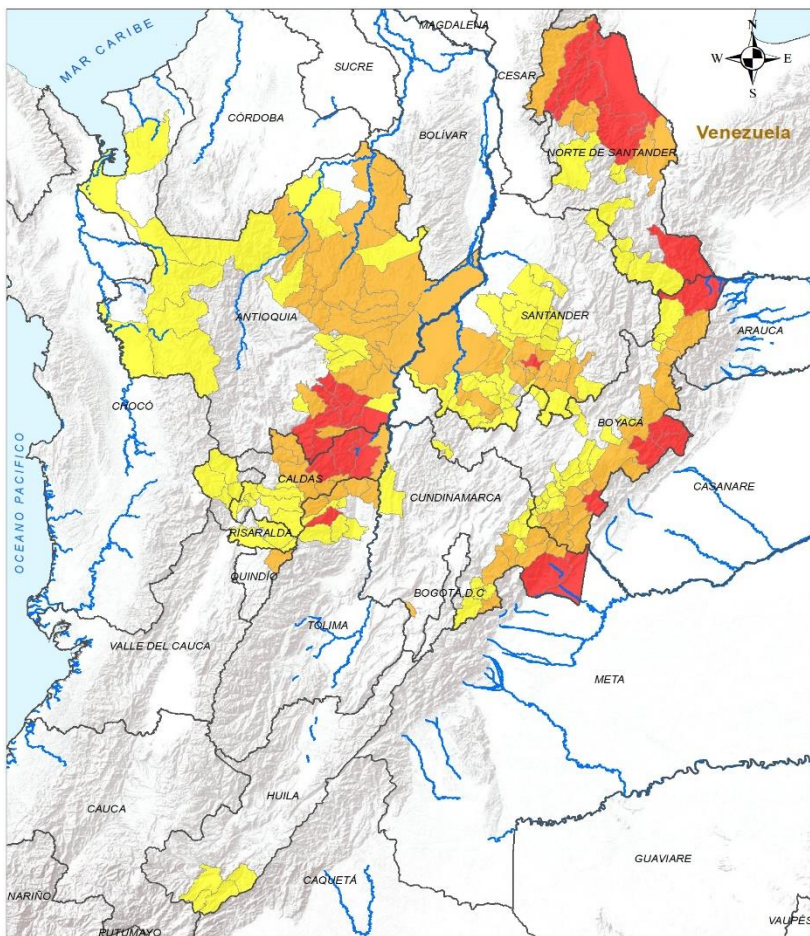 MAGDALENA
N
W E
S
MAR CARIBE
SUCRE
CESAR
CÓRDOBA
BOLÍVAR
Venezuela
NORTE DE SANTANDER
ANTIOQUIA
SANTANDER
ARAUCA
CHOCÓ
BOYACÁ
CALDAS
CASANARE
CUNDINAMARCA
OCEANO PACIFICO
RISARALDA
QUINDÍO
BOGOTÁ, D.C
TOLIMA
VALLE DEL CAUCA
META
HUILA
CAUCA
GUAVIARE
CAQUETÁ
NARIÑO
VAUPÉS
PUTUMAYO